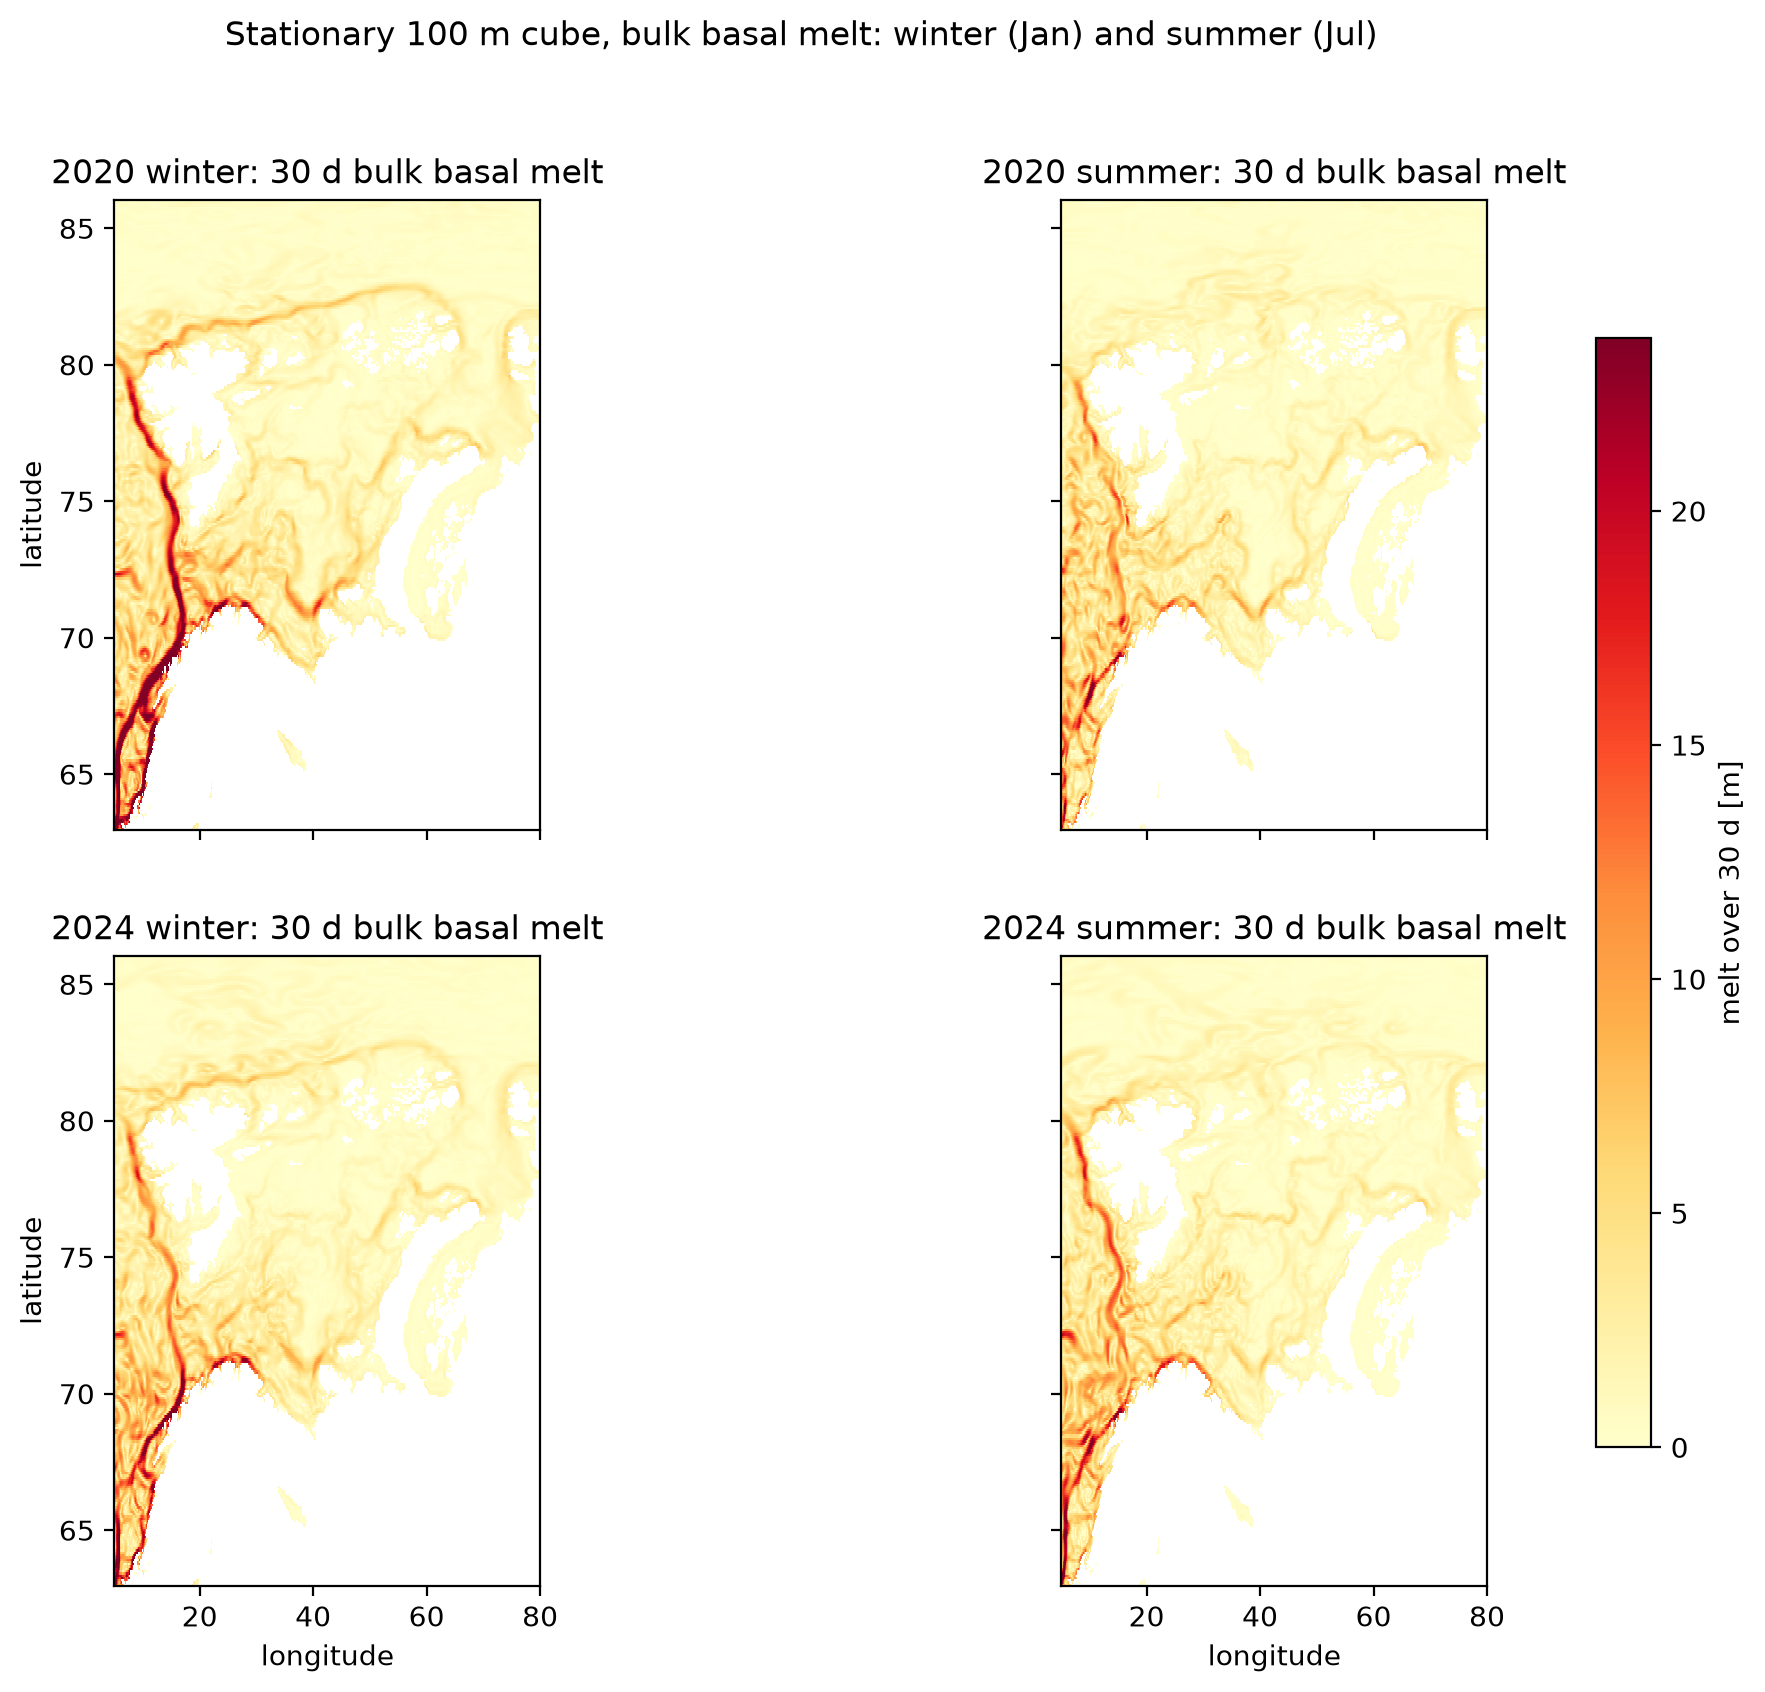 Stationary 100 m cube, bulk basal melt: winter (Jan) and summer (Jul)
2020 winter: 30 d bulk basal melt
2020 summer: 30 d bulk basal melt
85
80
75
70
65
latitude
2024 winter: 30 d bulk basal melt
2024 summer: 30 d bulk basal melt
85
80
75
70
65
latitude
20 40 60 80
longitude
20 40 60 80
longitude
20
15
10
5
0
melt over 30 d [m]